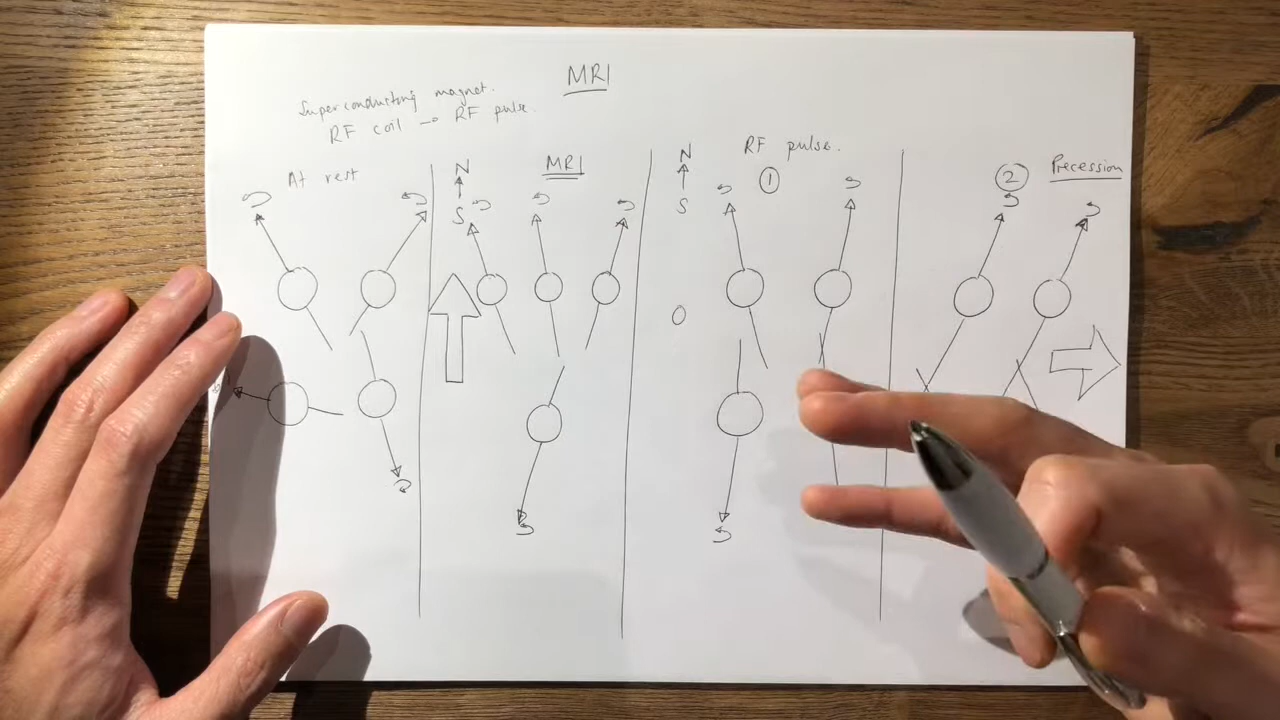 MRI
Superconducting magnet.
RF coil → RF pulse.
At rest
N
S
MRI
N
S
RF pulse.
1
2 Precession
O